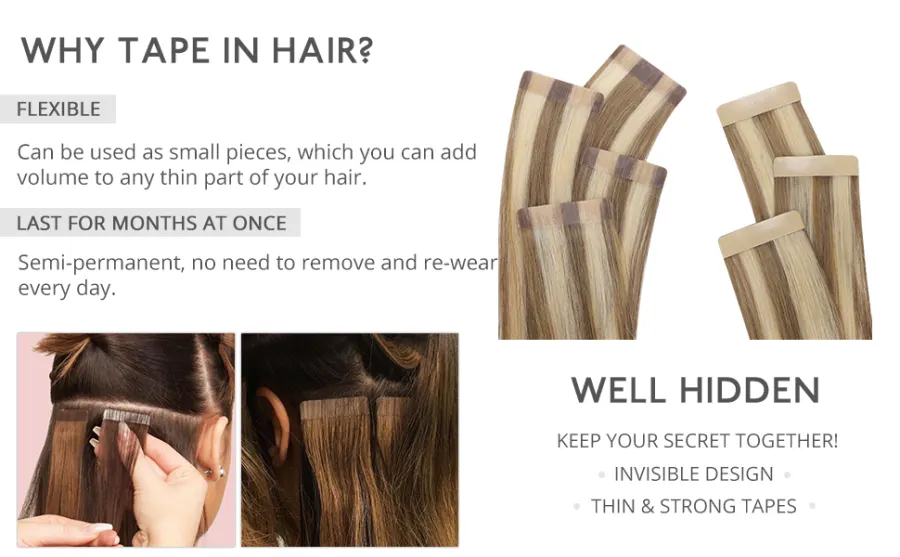 WHY TAPE IN HAIR?
FLEXIBLE
Can be used as small pieces, which you can add
volume to any thin part of your hair.
LAST FOR MONTHS AT ONCE
Semi-permanent, no need to remove and re-wear
every day.
WELL HIDDEN
KEEP YOUR SECRET TOGETHER!
INVISIBLE DESIGN
THIN & STRONG TAPES